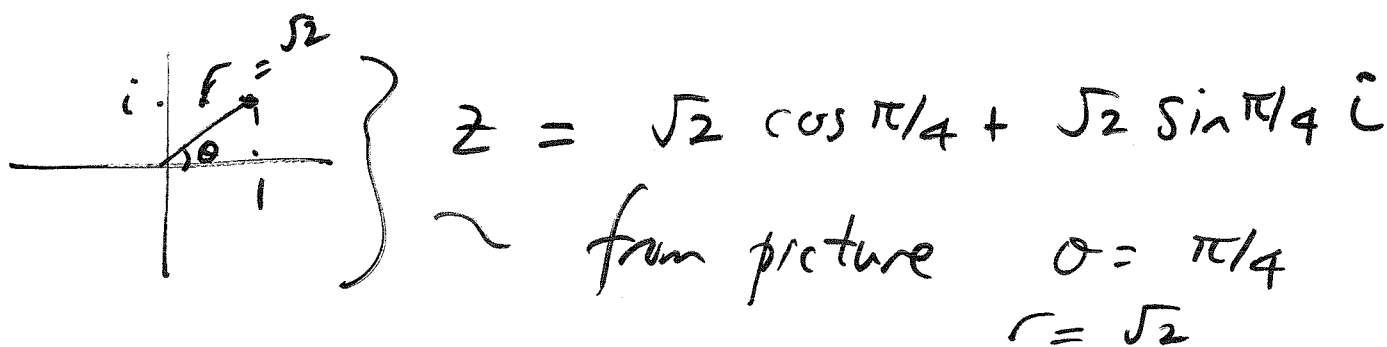 i r = √2
θ
1
z = √2 cos π/4 + √2 sin π/4 i
from picture θ = π/4
r = √2